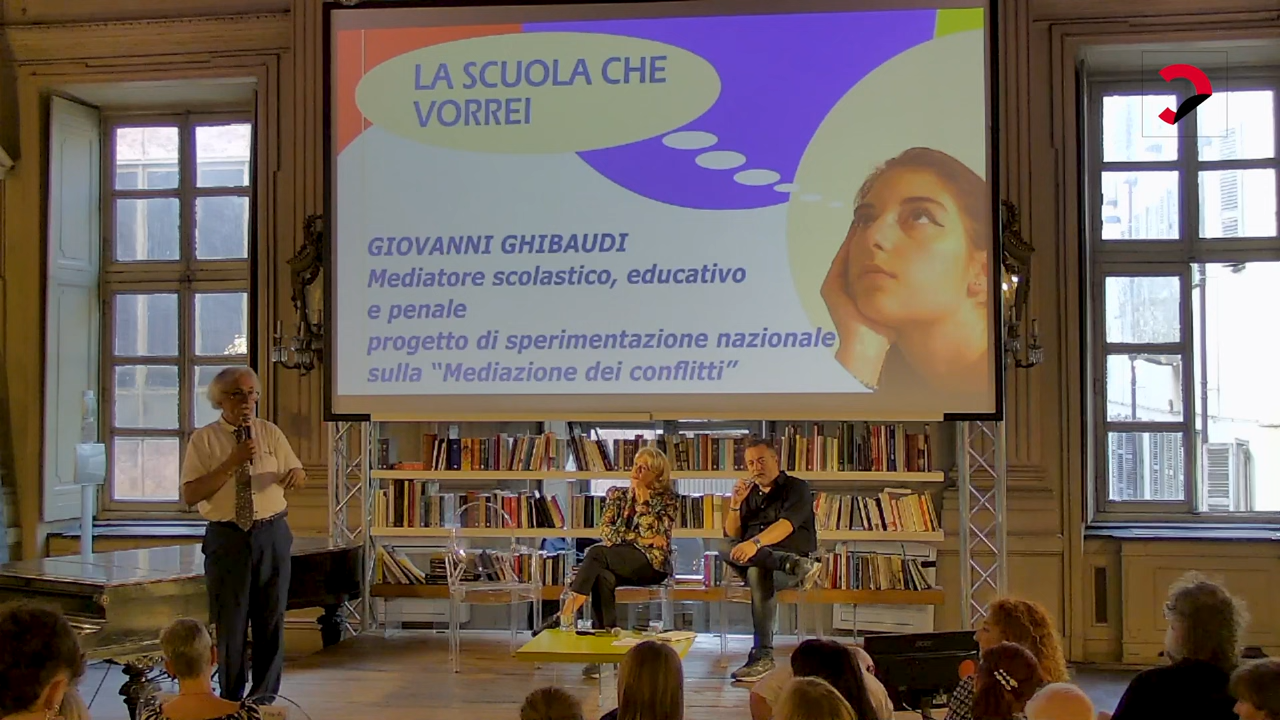 LA SCUOLA CHE
VORREI
GIOVANNI GHIBAUDI
Mediatore scolastico, educativo
e penale
progetto di sperimentazione nazionale
sulla “Mediazione dei conflitti”